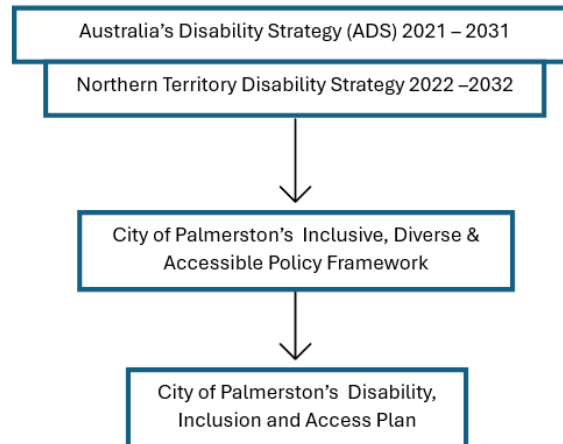 Australia’s Disability Strategy (ADS) 2021 – 2031
Northern Territory Disability Strategy 2022 –2032
City of Palmerston’s  Inclusive, Diverse &
Accessible Policy Framework
City of Palmerston’s  Disability,
Inclusion and Access Plan